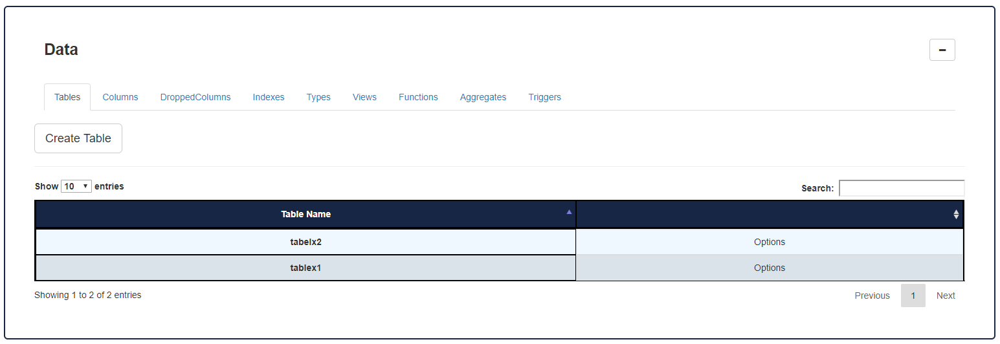 Data
Tables Columns DroppedColumns Indexes Types Views Functions Aggregates Triggers
Create Table
Show 10 entries Search:
Table Name
tabelx2 Options
tablex1 Options
Showing 1 to 2 of 2 entries Previous 1 Next